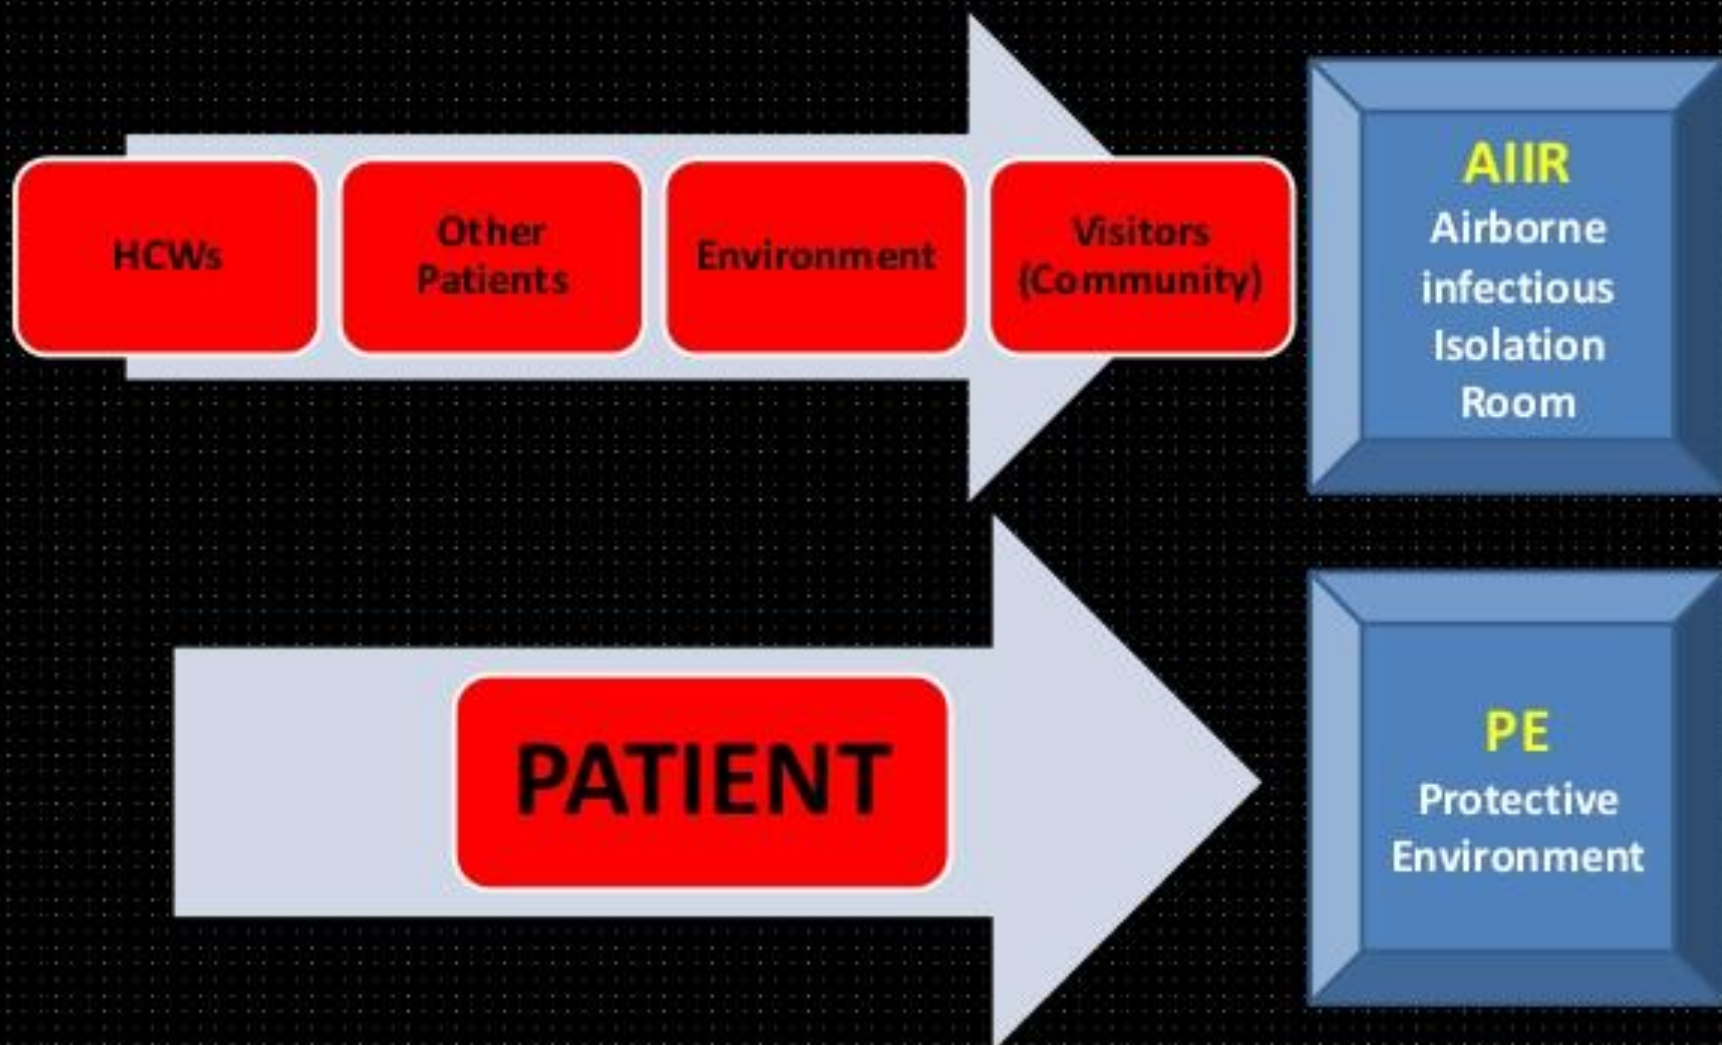 HCWs
Other
Patients
Environment
Visitors
(Community)
AIIR
Airborne
infectious
Isolation
Room
PATIENT
PE
Protective
Environment